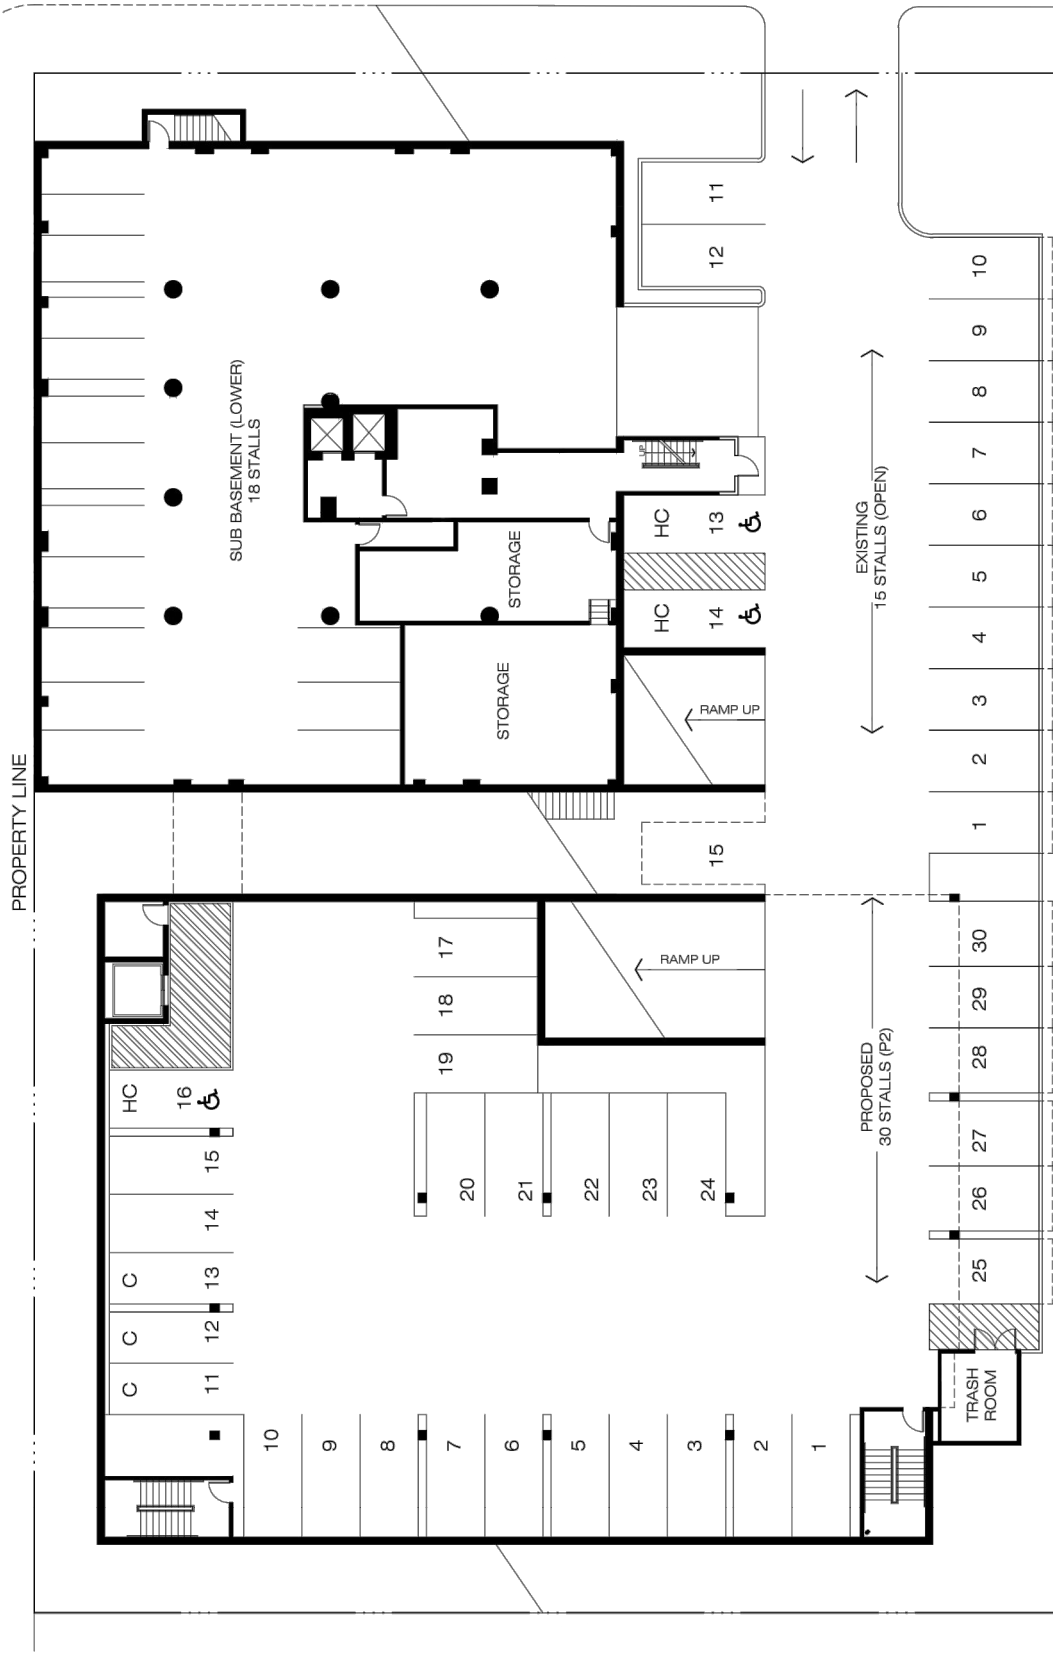 PROPERTY LINE
11
12
10
9
8
7
6
5
4
3
2
1
SUB BASEMENT (LOWER)
18 STALLS
UP
HC
13
HC
14
STORAGE
STORAGE
EXISTING
15 STALLS (OPEN)
RAMP UP
15
RAMP UP
17
18
19
HC
16
15
14
C
13
C
12
C
11
20
21
22
23
24
PROPOSED
30 STALLS (P2)
30
29
28
27
26
25
TRASH
ROOM
10
9
8
7
6
5
4
3
2
1